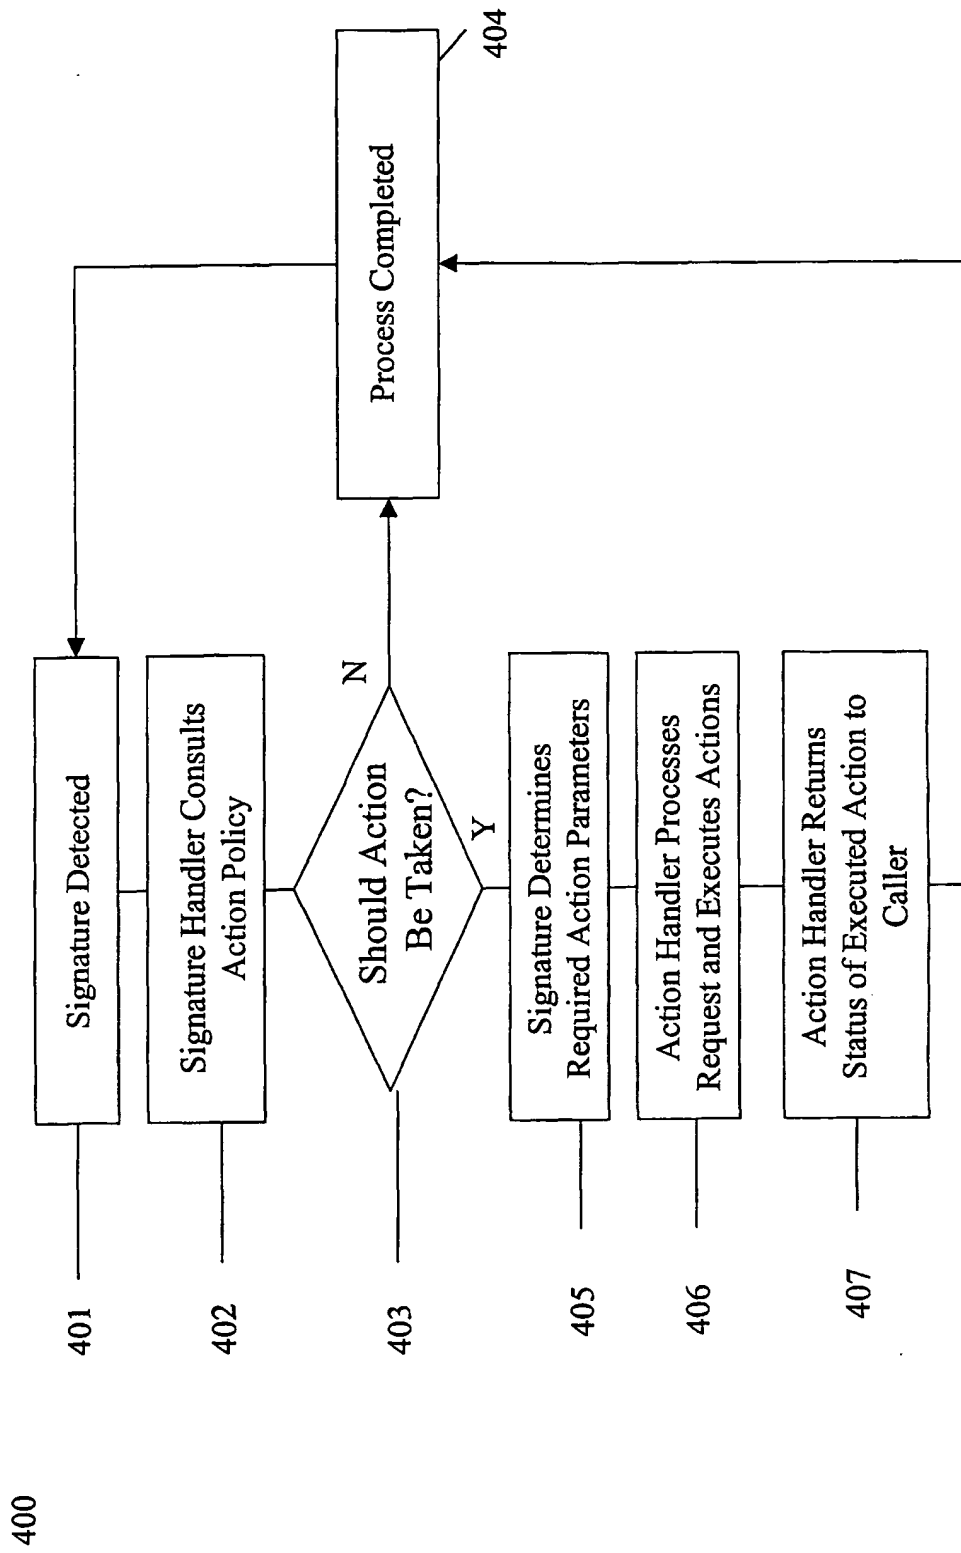 400
401
Signature Detected
402
Signature Handler Consults
Action Policy
403
Should Action
Be Taken?
N
Y
Process Completed
404
405
Signature Determines
Required Action Parameters
406
Action Handler Processes
Request and Executes Actions
407
Action Handler Returns
Status of Executed Action to
Caller